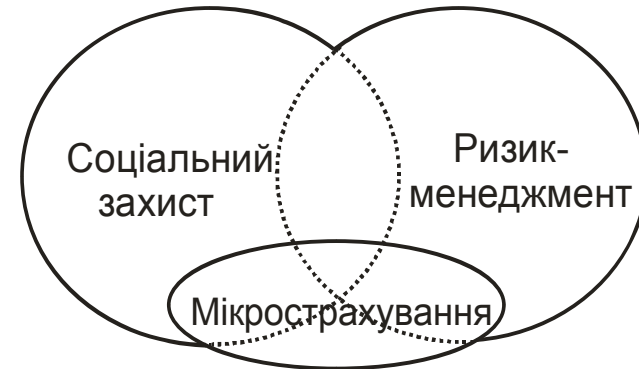 Соціальний
захист
Ризик-
менеджмент
Мікрострахування